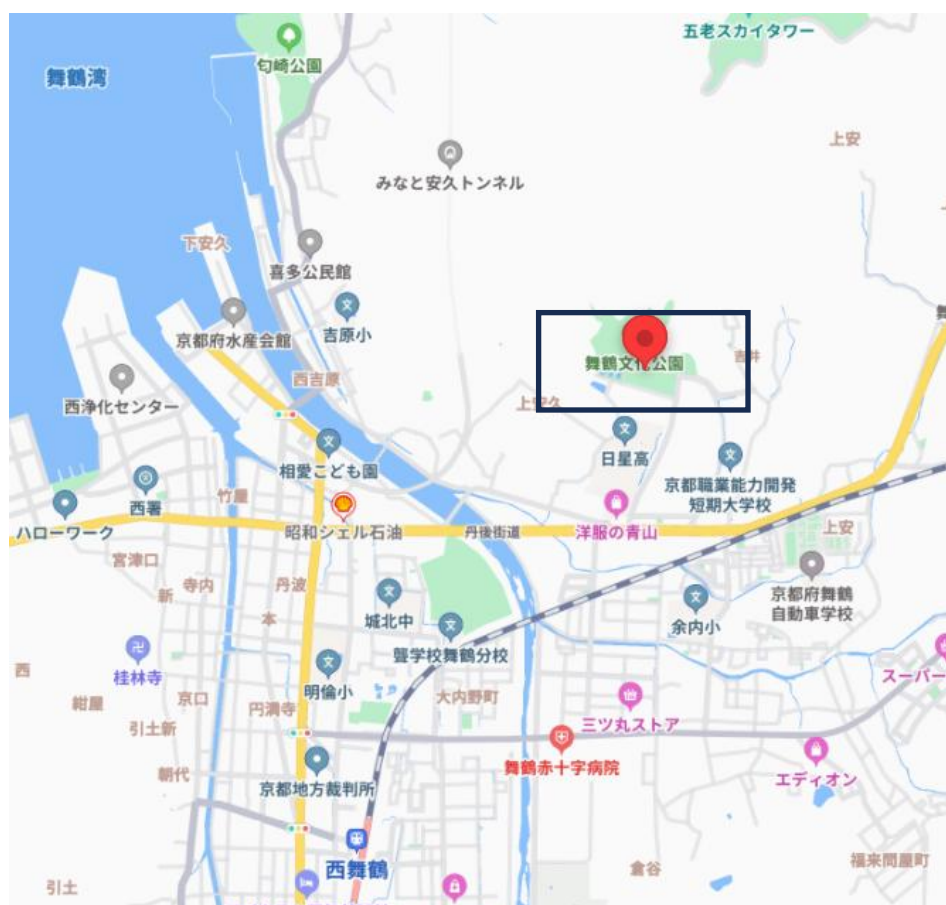 五老スカイタワー
匂崎公園
舞鶴湾
上安
みなと安久トンネル
下安久
喜多公民館
吉原小
京都府水産会館
舞鶴文化公園
吉井
西吉原
西浄化センター
上安久
日星高
相愛こども園
京都職業能力開発
短期大学校
西署
竹屋
ハローワーク
昭和シェル石油
丹後街道
洋服の青山
上安
宮津口
寺内
丹波
新
本
城北中
余内小
京都府舞鶴
自動車学校
聾学校舞鶴分校
桂林寺
西
明倫小
スーパー
紺屋
京口
円満寺
大内野町
引土新
三ツ丸ストア
舞鶴赤十字病院
朝代
京都地方裁判所
エディオン
西舞鶴
倉谷
福来問屋町
引土